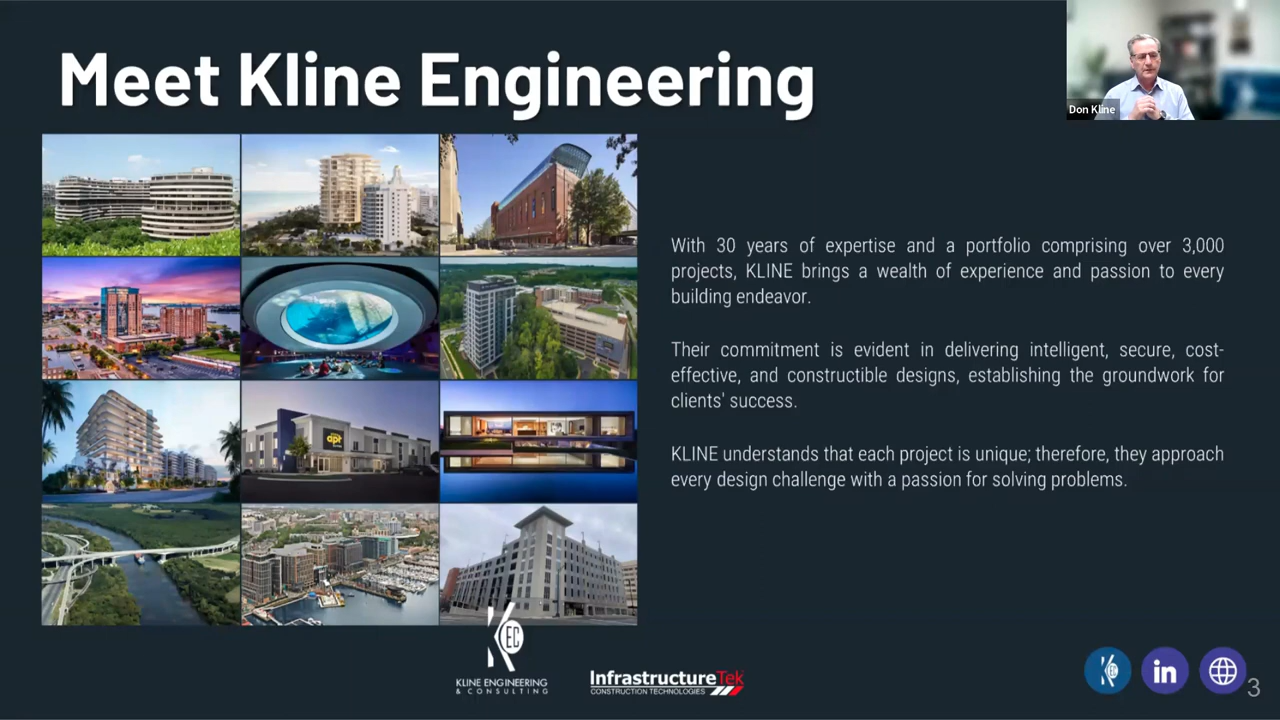 Meet Kline Engineering
Don Kline
With 30 years of expertise and a portfolio comprising over 3,000
projects, KLINE brings a wealth of experience and passion to every
building endeavor.
Their commitment is evident in delivering intelligent, secure, cost-
effective, and constructible designs, establishing the groundwork for
clients' success.
KLINE understands that each project is unique; therefore, they approach
every design challenge with a passion for solving problems.
apt
K
EC
KLINE ENGINEERING
& CONSULTING
InfrastructureTek
CONSTRUCTION TECHNOLOGIES
K
EC
in
3